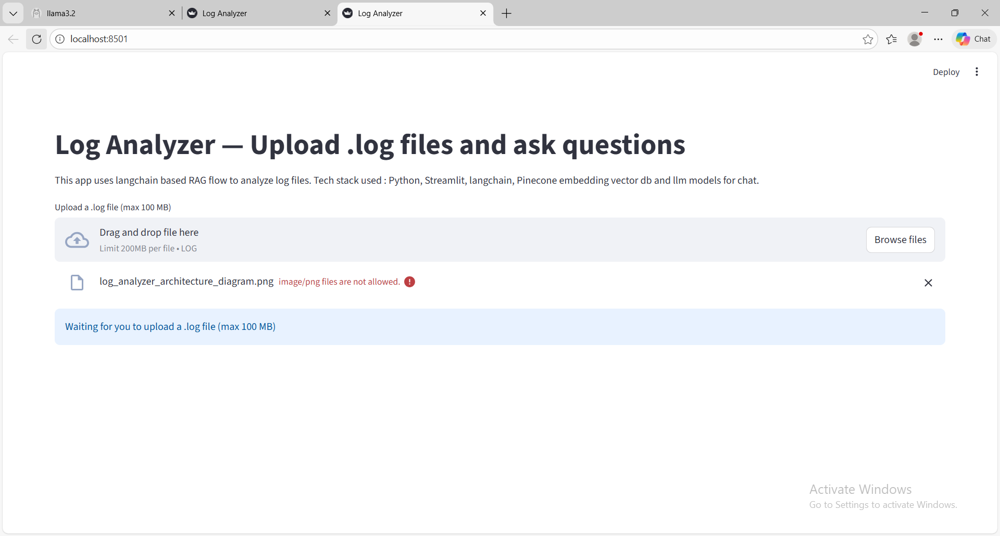 llama3.2
Log Analyzer
Log Analyzer
localhost:8501
Chat
Deploy
Log Analyzer — Upload .log files and ask questions
This app uses langchain based RAG flow to analyze log files. Tech stack used : Python, Streamlit, langchain, Pinecone embedding vector db and llm models for chat.
Upload a .log file (max 100 MB)
Drag and drop file here
Limit 200MB per file • LOG
Browse files
log_analyzer_architecture_diagram.png image/png files are not allowed.
Waiting for you to upload a .log file (max 100 MB)
Activate Windows
Go to Settings to activate Windows.